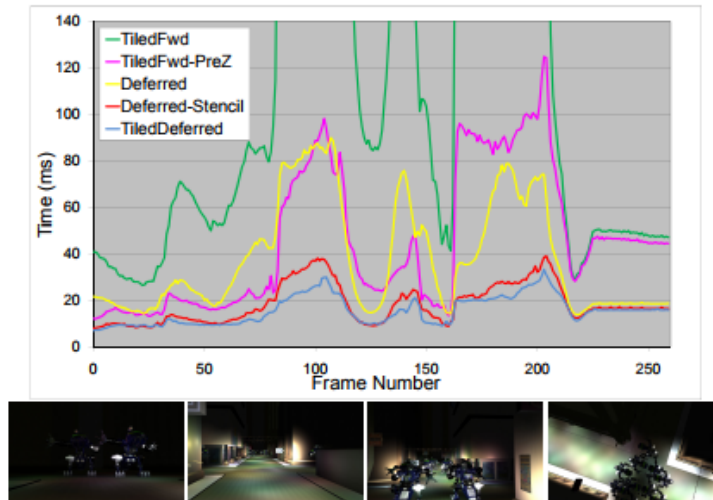 140
120
100
80
60
40
20
0
Time (ms)
TiledFwd
TiledFwd-PreZ
Deferred
Deferred-Stencil
TiledDeferred
0 50 100 150 200 250
Frame Number